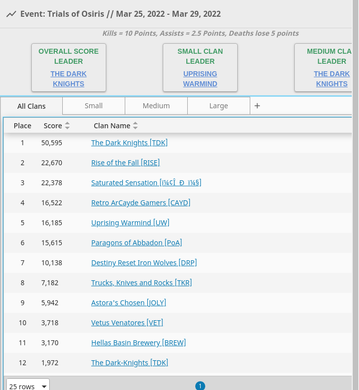 Event: Trials of Osiris // Mar 25, 2022 - Mar 29, 2022
Kills = 10 Points, Assists = 2.5 Points, Deaths lose 5 points
OVERALL SCORE LEADER
THE DARK KNIGHTS
SMALL CLAN LEADER
UPRISING WARMIND
MEDIUM CLA
LEADER
THE DARK KNIGHTS
All Clans Small Medium Large +
Place Score Clan Name
1 50,595 The Dark Knights [TDK]
2 22,670 Rise of the Fall [RISE]
3 22,378 Saturated Sensation
4 16,522 Retro ArCayde Gamers [CAYD]
5 16,185 Uprising Warmind [UW]
6 15,615 Paragons of Abbadon [PoA]
7 10,138 Destiny Reset Iron Wolves [DRP]
8 7,182 Trucks, Knives and Rocks [TKR]
9 5,942 Astora's Chosen [JOLY]
10 3,718 Vetus Venatores [VET]
11 3,170 Hellas Basin Brewery [BREW]
12 1,972 The Dark-Knights [TDK]
25 rows 1